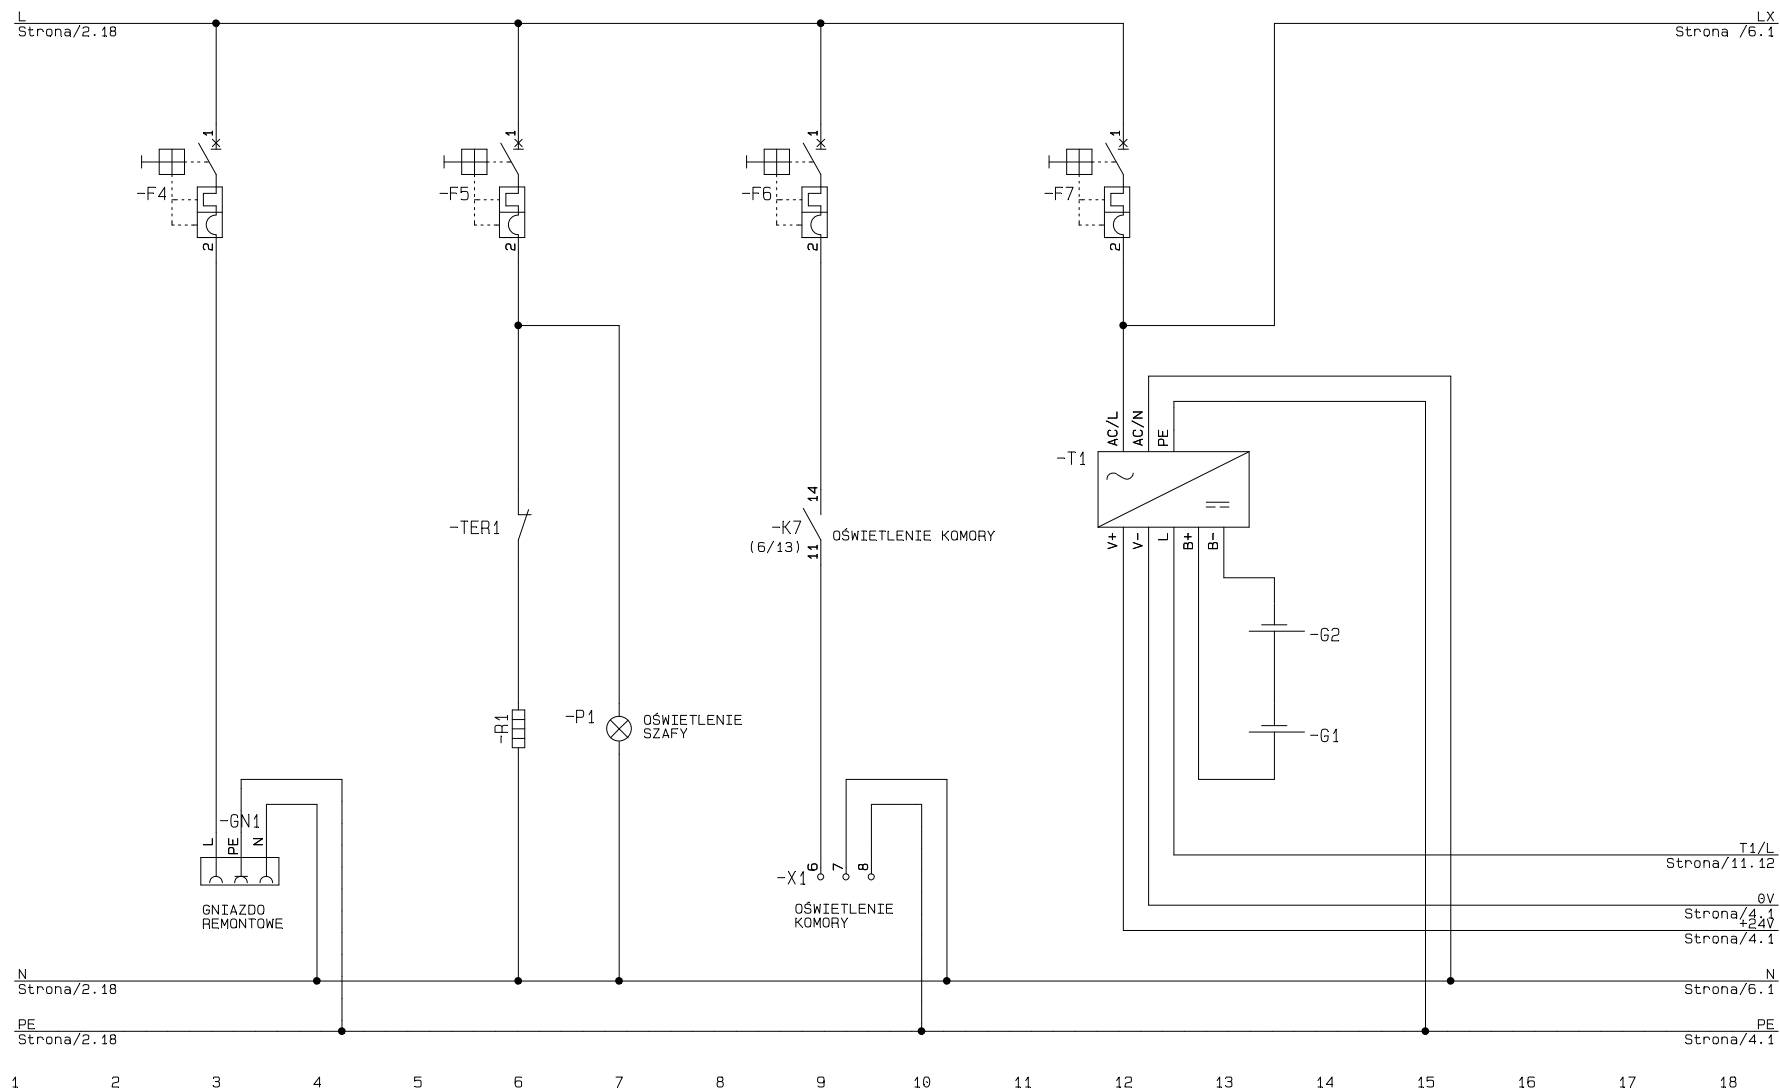 L
Strona/2.18
LX
Strona /6.1
1
1
1
1
-F4
-F5
-F6
-F7
2
2
2
2
AC/L
AC/N
PE
-T1
14
-TER1
-K7
(6/13)
11
OŚWIETLENIE KOMORY
V+
V-
L
B+
B-
-G2
-R1
-P1
OŚWIETLENIE
SZAFY
-G1
-GN1
L
PE
N
GNIAZDO
REMONTOWE
-X1
6
7
8
OŚWIETLENIE
KOMORY
T1/L
Strona/11.12
0V
Strona/4.1
+24V
Strona/4.1
N
Strona/2.18
N
Strona/6.1
PE
Strona/2.18
PE
Strona/4.1
1 2 3 4 5 6 7 8 9 10 11 12 13 14 15 16 17 18